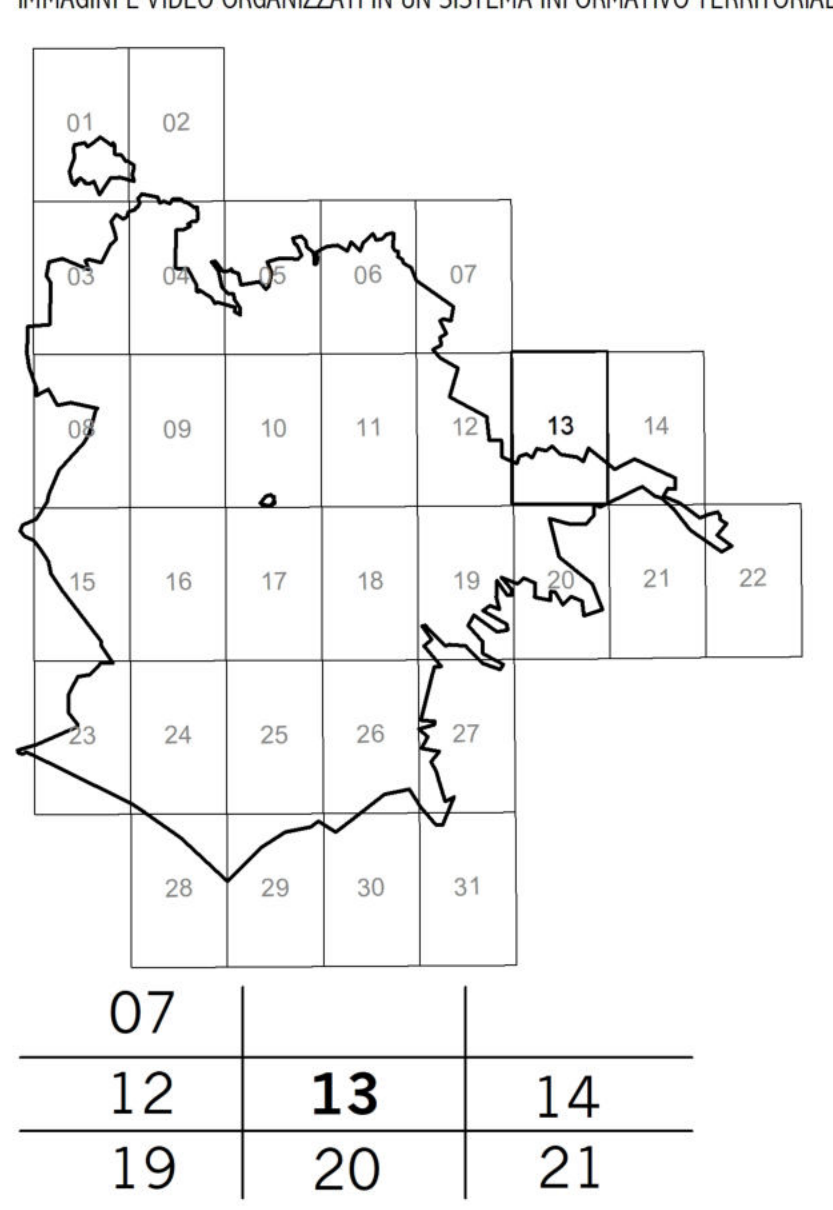 IMMAGINI E VIDEO ORGANIZZATI IN UN SISTEMA INFORMATIVO TERRITORIAL
01 02
03 04 05 06 07
08 09 10 11 12 13 14
15 16 17 18 19 20 21 22
23 24 25 26 27
28 29 30 31
07
12 13 14
19 20 21